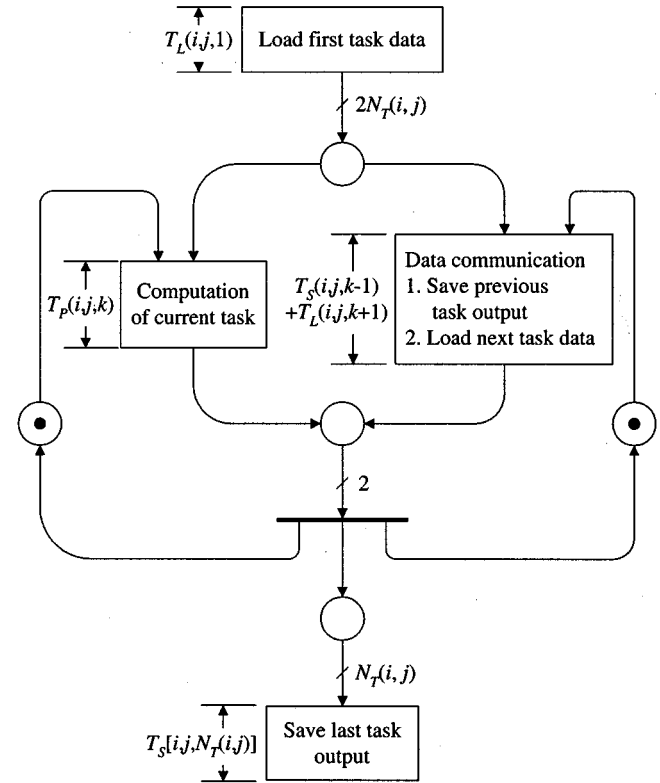 T_L(i,j,1)
Load first task data
2N_T(i, j)
T_P(i,j,k)
Computation
of current task
T_S(i,j,k-1)
+T_L(i,j,k+1)
Data communication
1. Save previous
task output
2. Load next task data
2
N_T(i, j)
T_S[i,j,N_T(i,j)]
Save last task
output